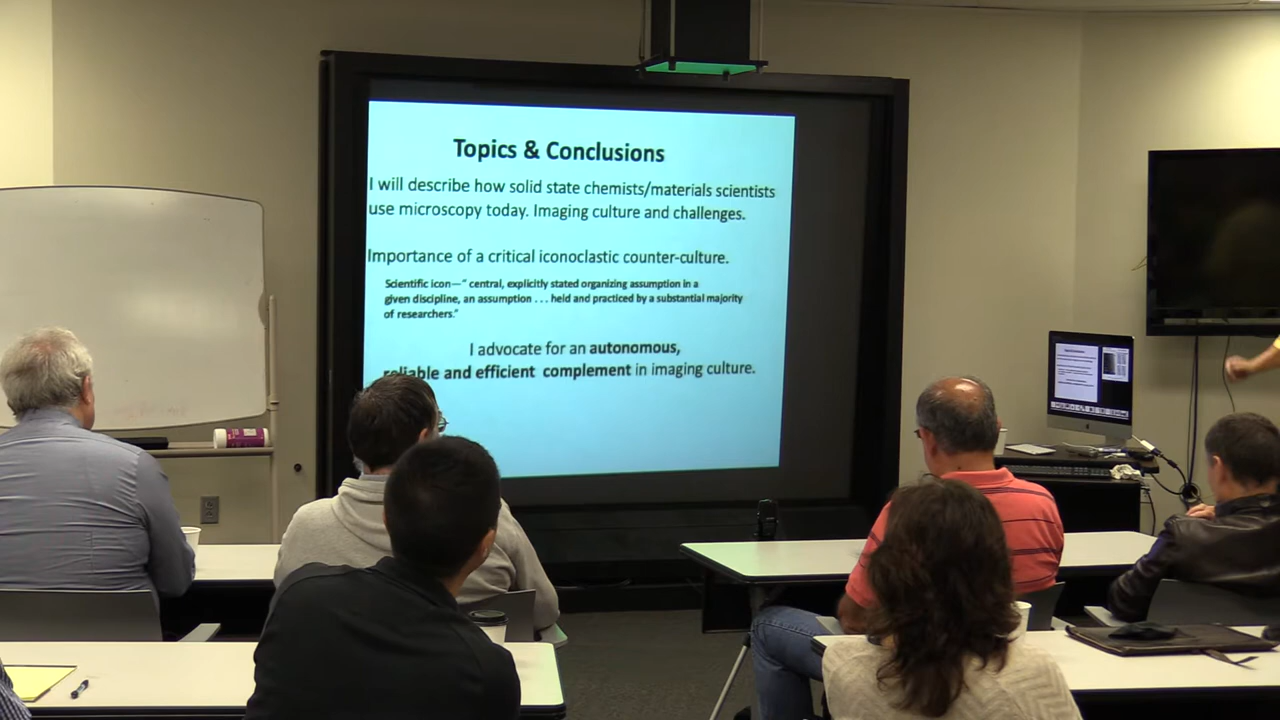 Topics & Conclusions
I will describe how solid state chemists/materials scientists
use microscopy today. Imaging culture and challenges.
Importance of a critical iconoclastic counter-culture.
Scientific icon—“ central, explicitly stated organizing assumption in a
given discipline, an assumption . . . held and practiced by a substantial majority
of researchers.”
I advocate for an autonomous,
reliable and efficient complement in imaging culture.